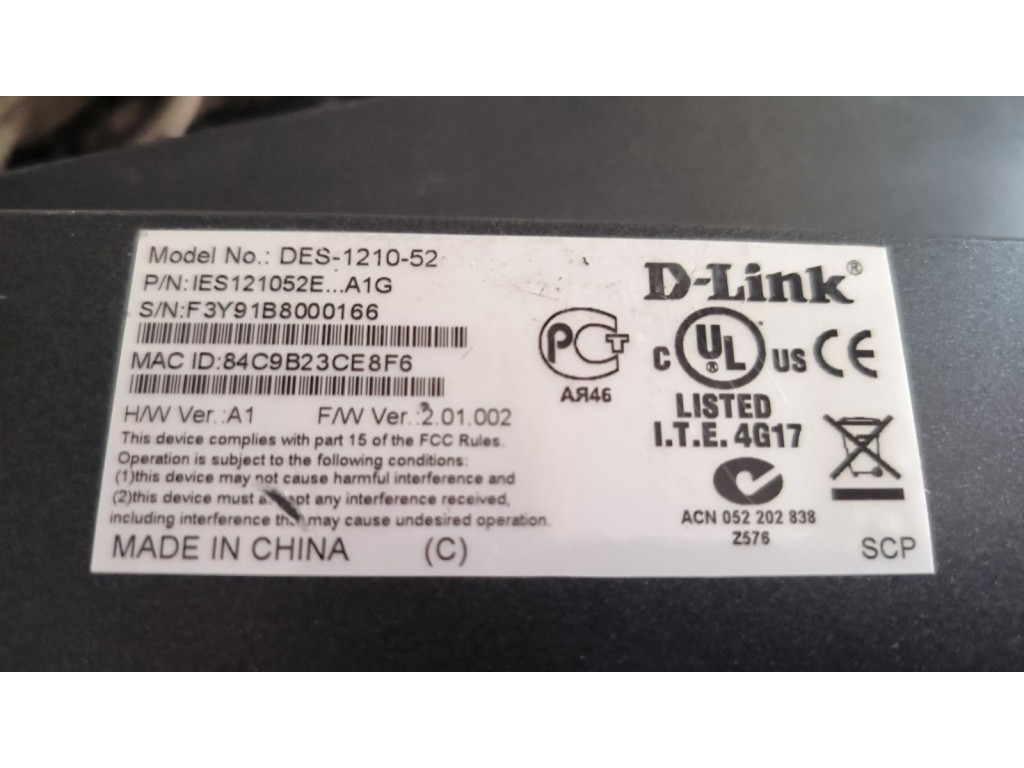 Model No.: DES-1210-52
P/N:IES121052E...A1G
S/N:F3Y91B8000166
MAC ID:84C9B23CE8F6
H/W Ver.:A1 F/W Ver.:2.01.002
This device complies with part 15 of the FCC Rules.
Operation is subject to the following conditions:
(1)this device may not cause harmful interference and
(2)this device must any interference received,
including interference may cause undesired operation.
MADE IN CHINA (C)
D-Link®
РСТ
АЯ46
C UL® US CE
LISTED
I.T.E. 4G17
ACN 052 202 838
Z576
SCP